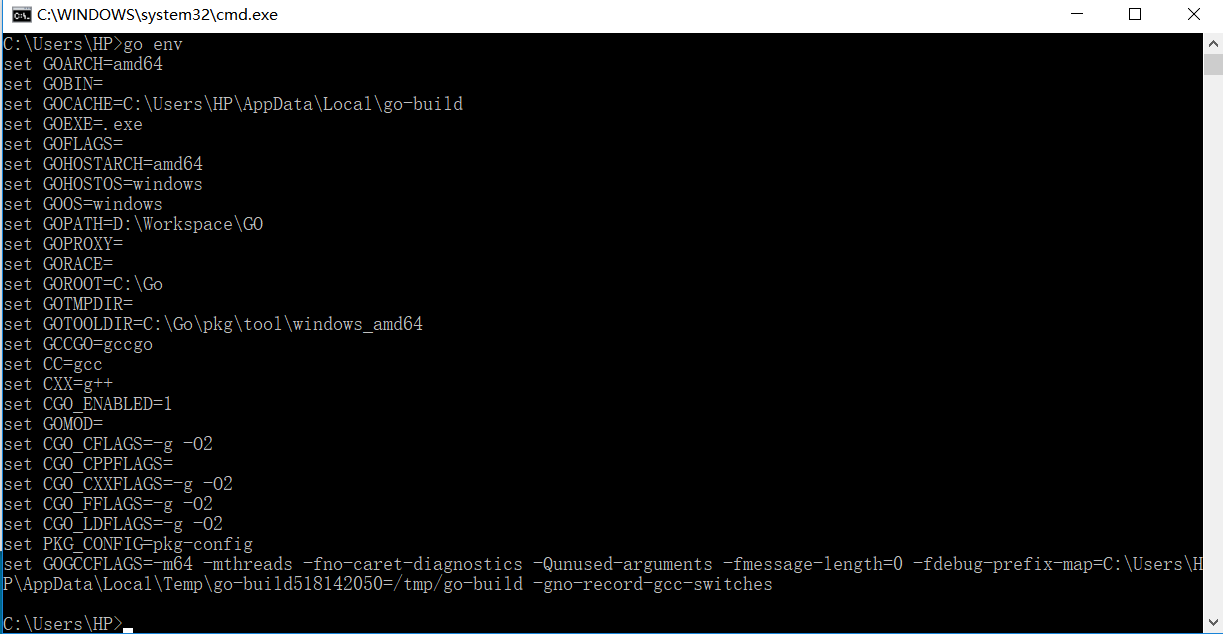 C:\WINDOWS\system32\cmd.exe
C:\Users\HP>go env
set GOARCH=amd64
set GOBIN=
set GOCACHE=C:\Users\HP\AppData\Local\go-build
set GOEXE=.exe
set GOFLAGS=
set GOHOSTARCH=amd64
set GOHOSTOS=windows
set GOOS=windows
set GOPATH=D:\Workspace\GO
set GOPROXY=
set GORACE=
set GOROOT=C:\Go
set GOTMPDIR=
set GOTOOLDIR=C:\Go\pkg\tool\windows_amd64
set GCCGO=gccgo
set CC=gcc
set CXX=g++
set CGO_ENABLED=1
set GOMOD=
set CGO_CFLAGS=-g -O2
set CGO_CPPFLAGS=
set CGO_CXXFLAGS=-g -O2
set CGO_FFLAGS=-g -O2
set CGO_LDFLAGS=-g -O2
set PKG_CONFIG=pkg-config
set GOGCCFLAGS=-m64 -mthreads -fno-caret-diagnostics -Qunused-arguments -fmessage-length=0 -fdebug-prefix-map=C:\Users\H
P\AppData\Local\Temp\go-build518142050=/tmp/go-build -gno-record-gcc-switches
C:\Users\HP>